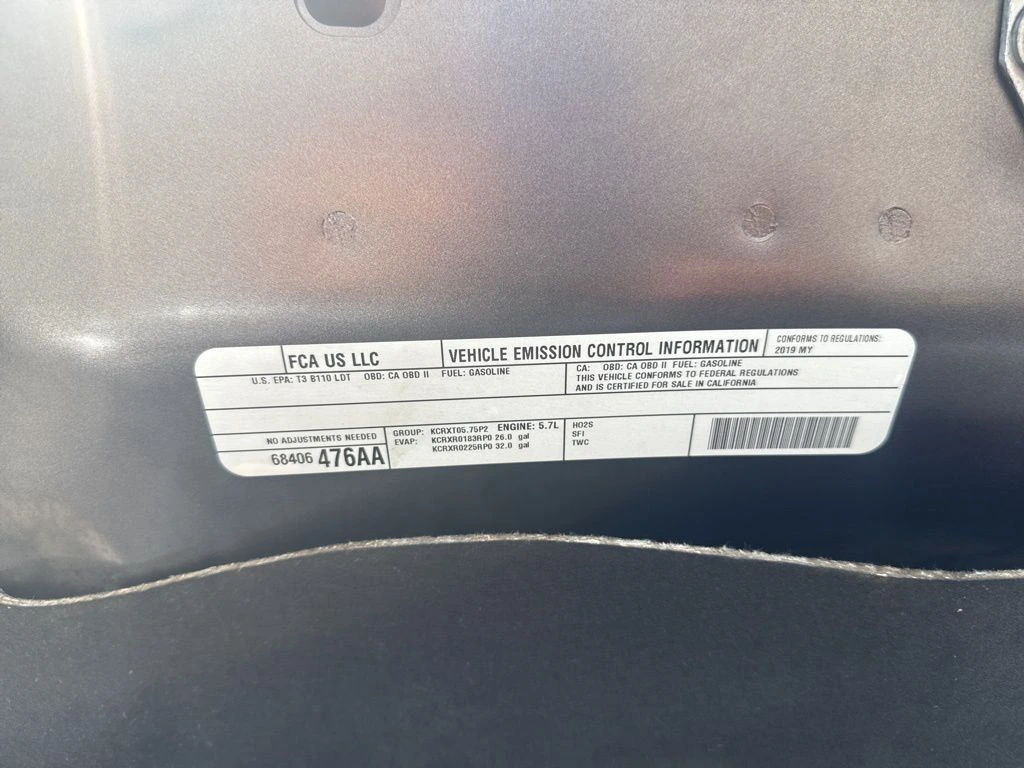 FCA US LLC
VEHICLE EMISSION CONTROL INFORMATION
CONFORMS TO REGULATIONS:
2019 MY
U.S. EPA: T3 B110 LDT OBD: CA OBD II FUEL: GASOLINE
CA: OBD: CA OBD II FUEL: GASOLINE
THIS VEHICLE CONFORMS TO FEDERAL REGULATIONS
AND IS CERTIFIED FOR SALE IN CALIFORNIA
NO ADJUSTMENTS NEEDED
68406 476AA
GROUP: KCRXT05.75P2 ENGINE: 5.7L
EVAP: KCRXR0183RP0 26.0 gal
KCRXR0225RP0 32.0 gal
HO2S
SFI
TWC